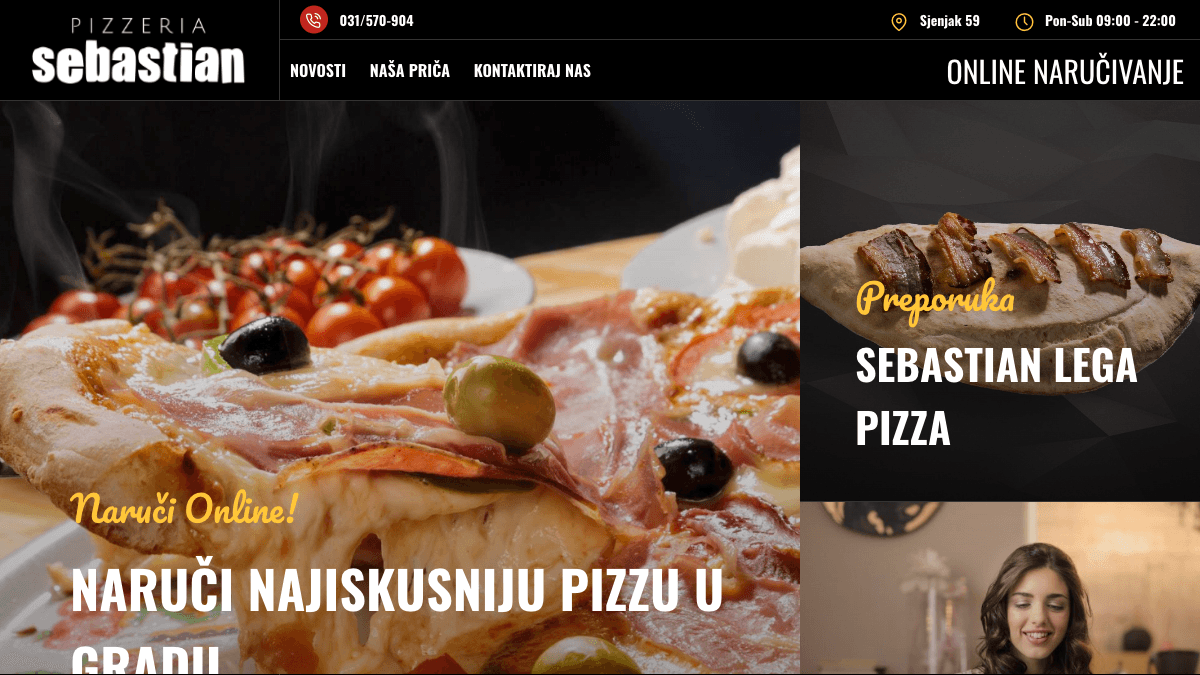 PIZZERIA
sebastian
031/570-904
Sjenjak 59
Pon-Sub 09:00 - 22:00
NOVOSTI
NAŠA PRIČA
KONTAKTIRAJ NAS
ONLINE NARUČIVANJE
Preporuka
SEBASTIAN LEGA
PIZZA
Naruči Online!
NARUČI NAJISKUSNIJU PIZZU U
GRADU